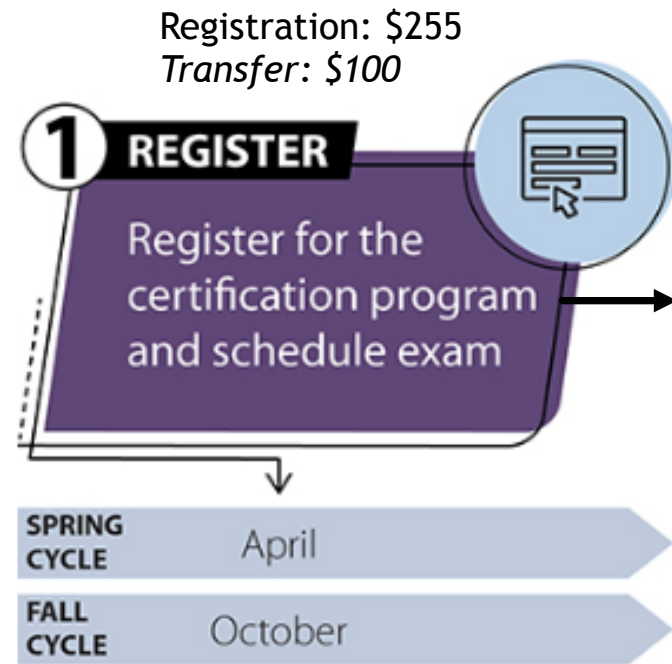 Registration: $255
Transfer: $100
1 REGISTER
Register for the
certification program
and schedule exam
SPRING
CYCLE
April
FALL
CYCLE
October